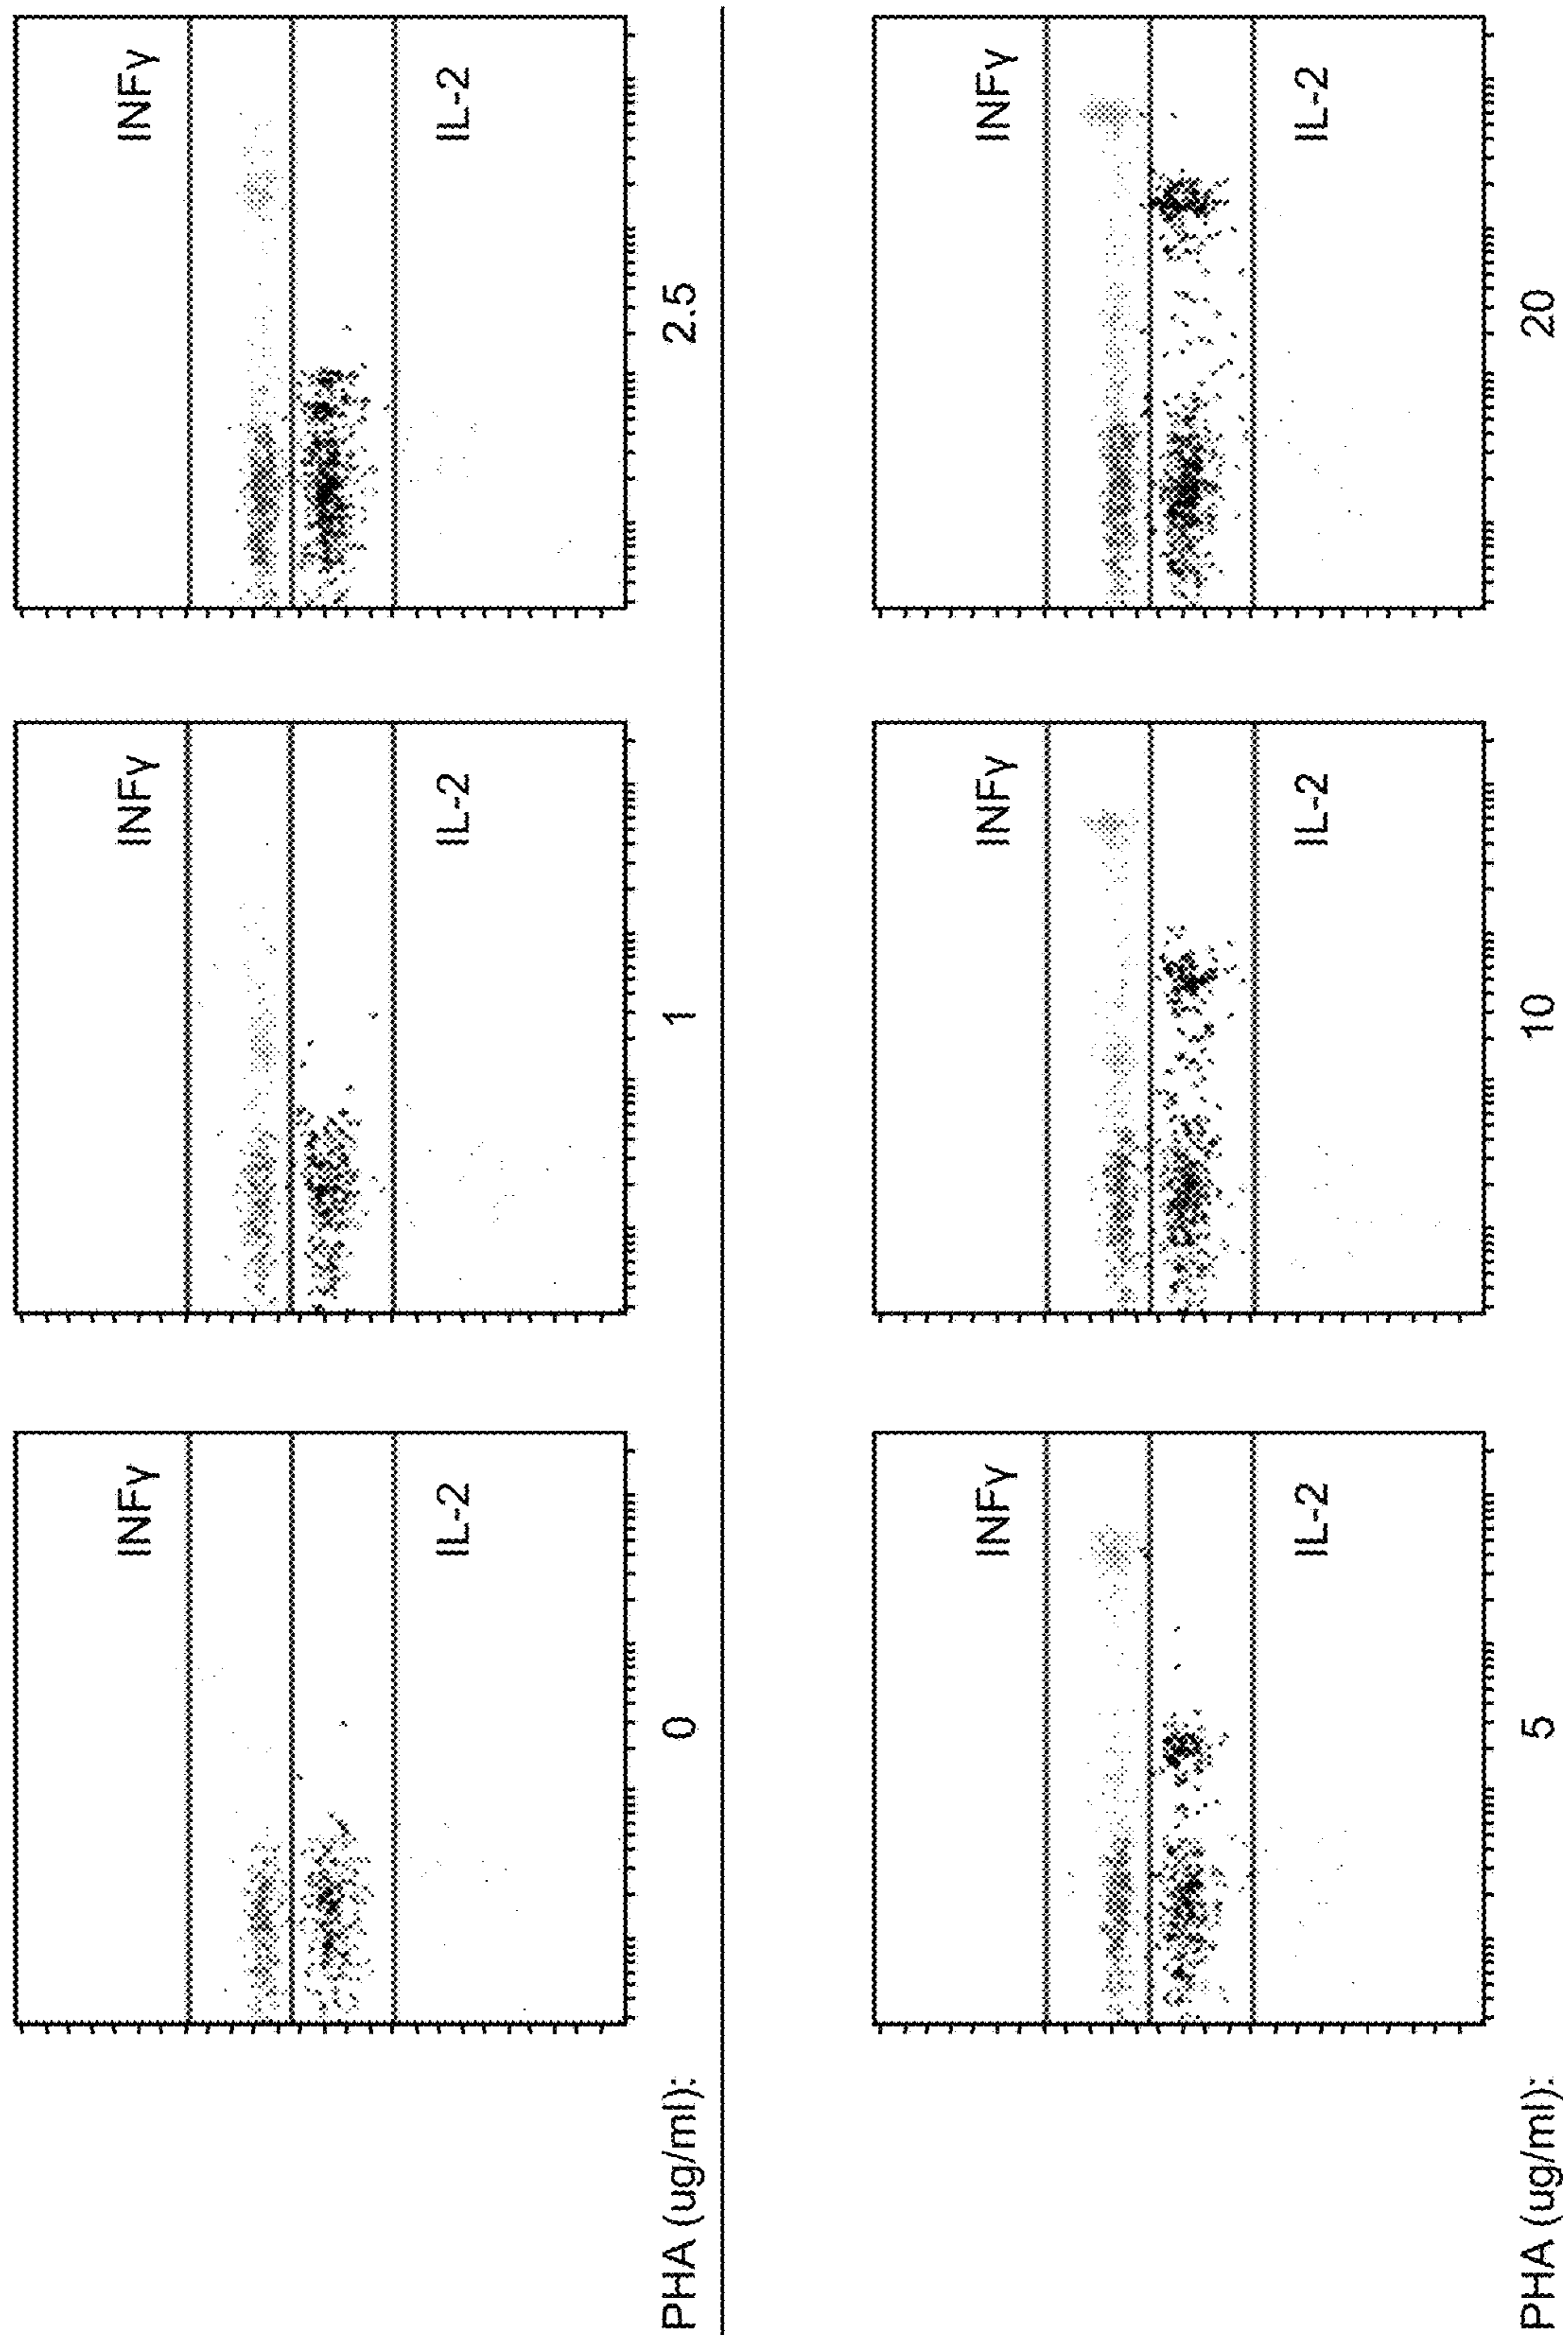 INFγ INFγ INFγ
IL-2 IL-2 IL-2
PHA (ug/ml): 0 1 2.5
INFγ INFγ INFγ
IL-2 IL-2 IL-2
PHA (ug/ml): 5 10 20